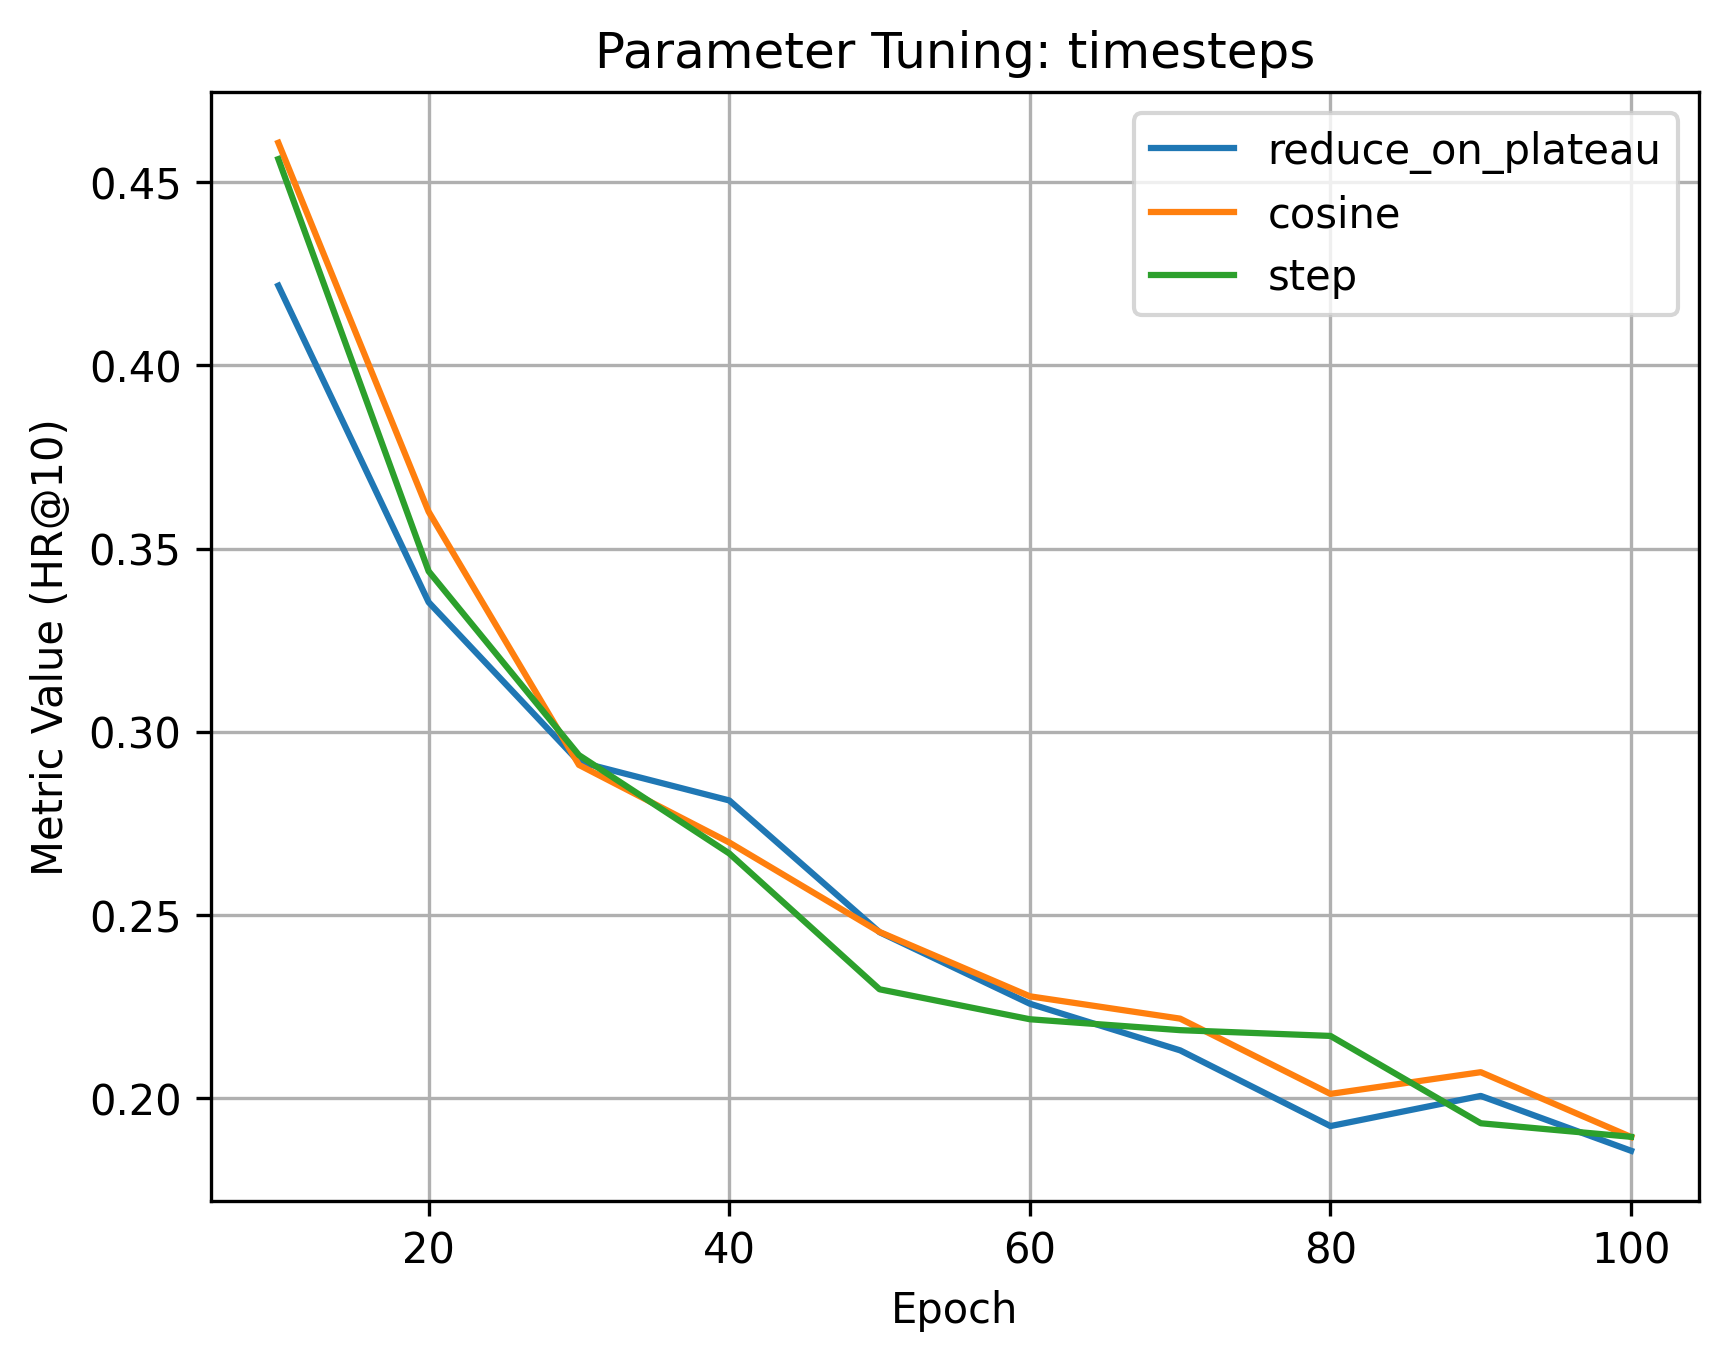 Parameter Tuning: timesteps
reduce_on_plateau
cosine
step
Metric Value (HR@10)
0.45
0.40
0.35
0.30
0.25
0.20
20 40 60 80 100
Epoch